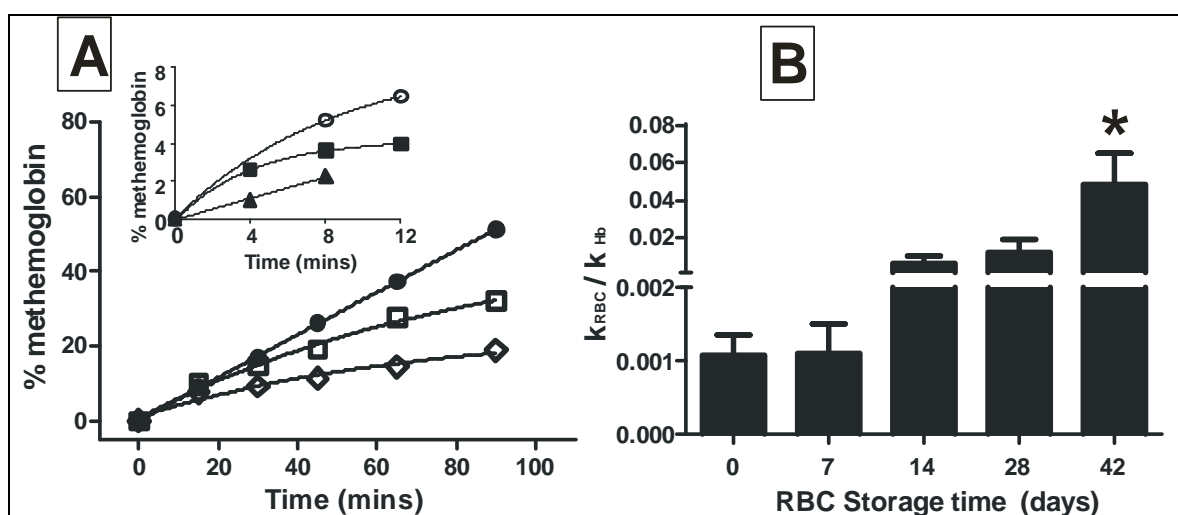 A
% methemoglobin
80
60
40
20
0
0 20 40 60 80 100
Time (mins)
% methemoglobin
8
6
4
2
0
0 4 8 12
Time (mins)
B
*
kRBC / k Hb
0.08
0.06
0.04
0.02
0.002
0.001
0.000
0 7 14 28 42
RBC Storage time (days)